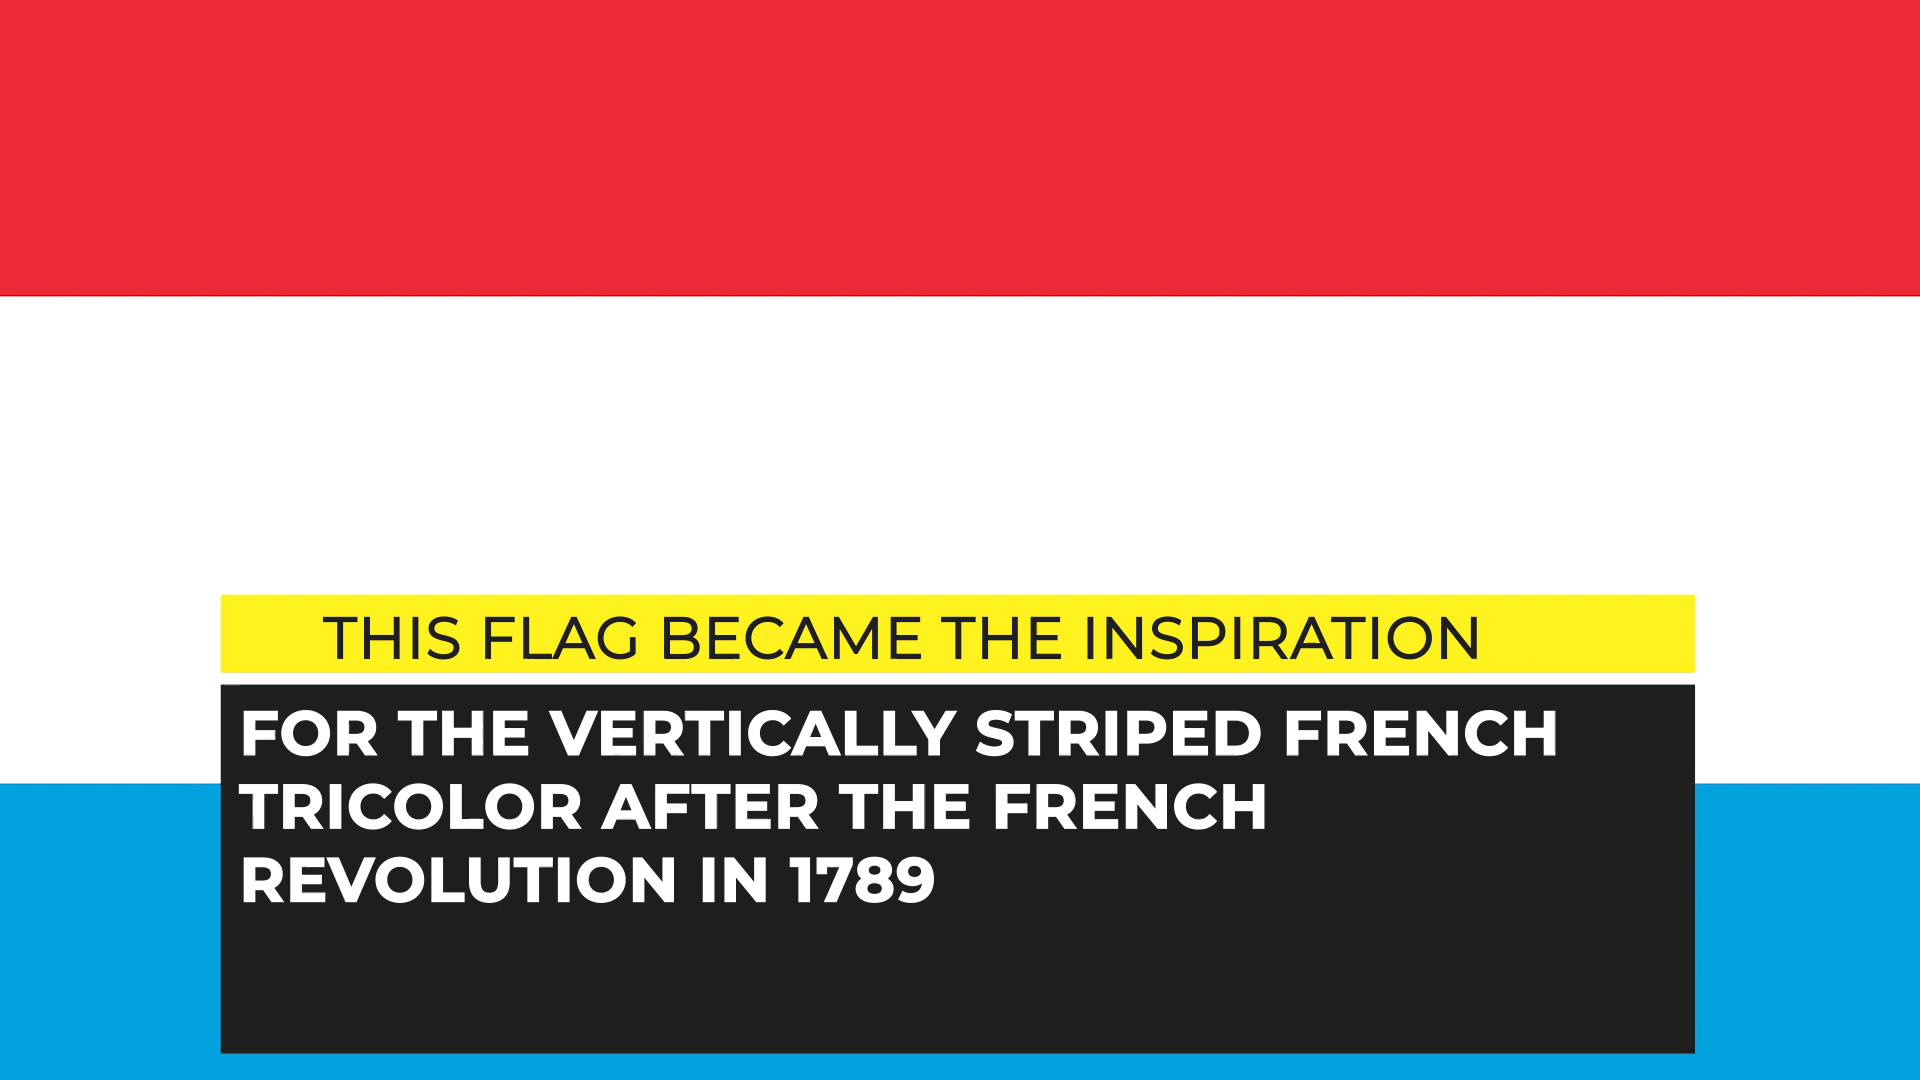 THIS FLAG BECAME THE INSPIRATION
FOR THE VERTICALLY STRIPED FRENCH
TRICOLOR AFTER THE FRENCH
REVOLUTION IN 1789